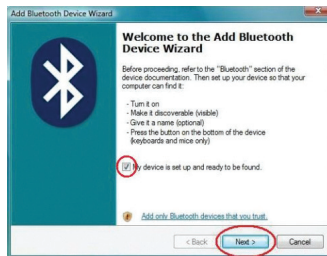 Add Bluetooth Device Wizard
Welcome to the Add Bluetooth
Device Wizard
Before proceeding, refer to the "Bluetooth" section of the
device documentation. Then set up your device so that your
computer can find it:
- Turn it on
- Make it discoverable (visible)
- Give it a name (optional)
- Press the button on the bottom of the device
(keyboards and mice only)
My device is set up and ready to be found.
Add only Bluetooth devices that you trust.
< Back
Next >
Cancel